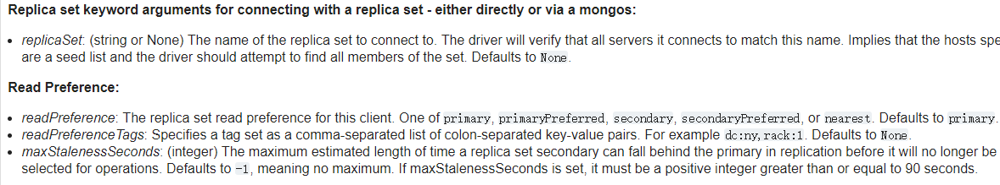 Replica set keyword arguments for connecting with a replica set - either directly or via a mongos:
• replicaSet: (string or None) The name of the replica set to connect to. The driver will verify that all servers it connects to match this name. Implies that the hosts spe
are a seed list and the driver should attempt to find all members of the set. Defaults to None.
Read Preference:
• readPreference: The replica set read preference for this client. One of primary, primaryPreferred, secondary, secondaryPreferred, or nearest. Defaults to primary.
• readPreferenceTags: Specifies a tag set as a comma-separated list of colon-separated key-value pairs. For example dc:ny,rack:1. Defaults to None.
• maxStalenessSeconds: (integer) The maximum estimated length of time a replica set secondary can fall behind the primary in replication before it will no longer be
selected for operations. Defaults to -1, meaning no maximum. If maxStalenessSeconds is set, it must be a positive integer greater than or equal to 90 seconds.